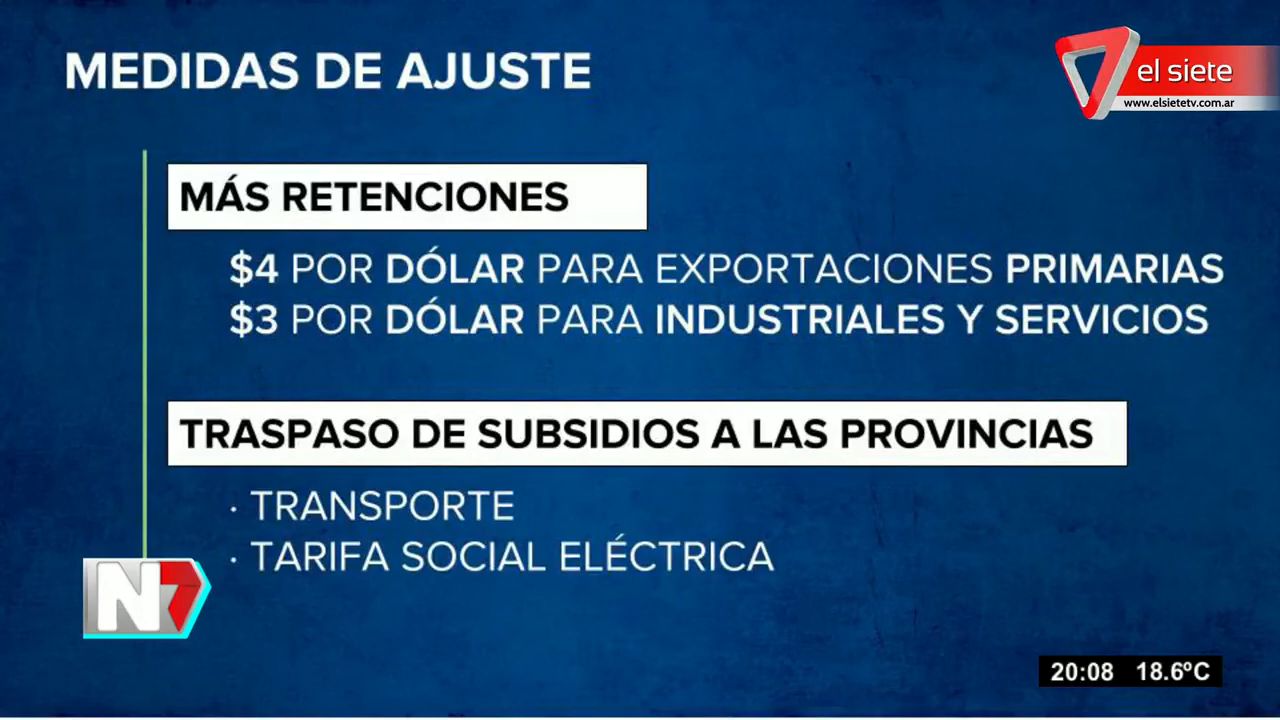 MEDIDAS DE AJUSTE
el siete
www.elsietetv.com.ar
MÁS RETENCIONES
$4 POR DÓLAR PARA EXPORTACIONES PRIMARIAS
$3 POR DÓLAR PARA INDUSTRIALES Y SERVICIOS
TRASPASO DE SUBSIDIOS A LAS PROVINCIAS
· TRANSPORTE
· TARIFA SOCIAL ELÉCTRICA
N7
20:08 18.6ºC